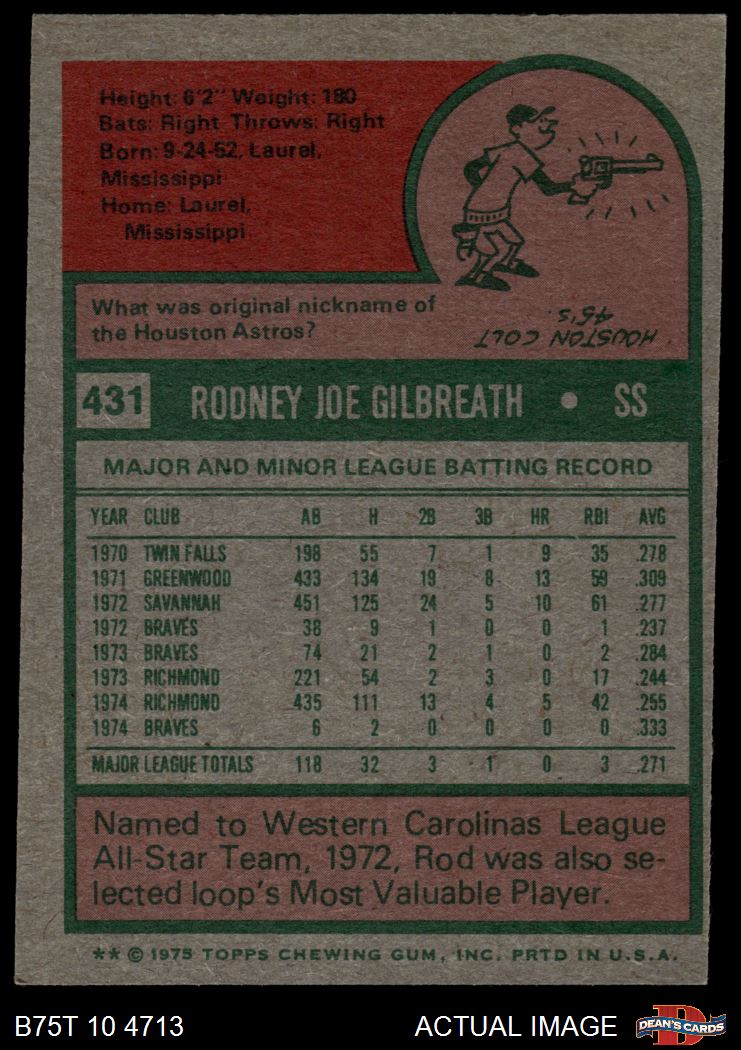 Height: 6'2" Weight: 180
Bats: Right Throws: Right
Born: 9-24-52, Laurel,
Mississippi
Home: Laurel,
Mississippi
What was original nickname of
the Houston Astros?
HOUSTON COLT
45's.
431 RODNEY JOE GILBREATH • SS
MAJOR AND MINOR LEAGUE BATTING RECORD
YEAR CLUB AB H 2B 3B HR RBI AVG
1970 TWIN FALLS 198 55 7 1 9 35 .278
1971 GREENWOOD 433 134 19 8 13 59 .309
1972 SAVANNAH 451 125 24 5 10 61 .277
1972 BRAVES 38 9 1 0 0 1 .237
1973 BRAVES 74 21 2 1 0 2 .284
1973 RICHMOND 221 54 2 3 0 17 .244
1974 RICHMOND 435 111 13 4 5 42 .255
1974 BRAVES 6 2 0 0 0 0 .333
MAJOR LEAGUE TOTALS 118 32 3 1 0 3 .271
Named to Western Carolinas League
All-Star Team, 1972, Rod was also se-
lected loop's Most Valuable Player.
** © 1975 TOPPS CHEWING GUM, INC. PRTD IN U.S.A.
B75T 10 4713 ACTUAL IMAGE D DEAN'S CARDS